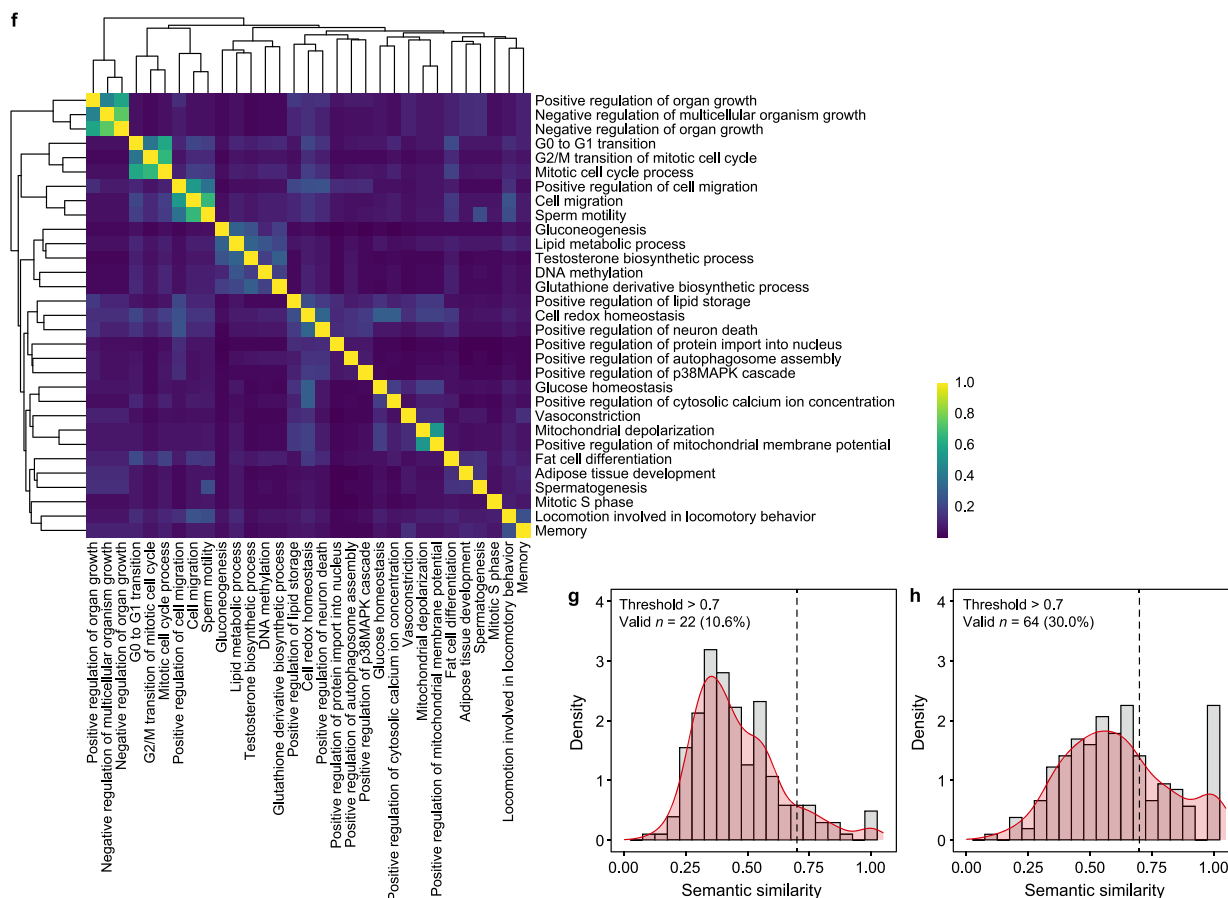 f
Positive regulation of organ growth
Negative regulation of multicellular organism growth
Negative regulation of organ growth
G0 to G1 transition
G2/M transition of mitotic cell cycle
Mitotic cell cycle process
Positive regulation of cell migration
Cell migration
Sperm motility
Gluconeogenesis
Lipid metabolic process
Testosterone biosynthetic process
DNA methylation
Glutathione derivative biosynthetic process
Positive regulation of lipid storage
Cell redox homeostasis
Positive regulation of neuron death
Positive regulation of protein import into nucleus
Positive regulation of autophagosome assembly
Positive regulation of p38MAPK cascade
Glucose homeostasis
Positive regulation of cytosolic calcium ion concentration
Vasoconstriction
Mitochondrial depolarization
Positive regulation of mitochondrial membrane potential
Fat cell differentiation
Adipose tissue development
Spermatogenesis
Mitotic S phase
Locomotion involved in locomotory behavior
Memory
1.0
0.8
0.6
0.4
0.2
Positive regulation of organ growth
Negative regulation of multicellular organism growth
Negative regulation of organ growth
G0 to G1 transition
G2/M transition of mitotic cell cycle
Mitotic cell cycle process
Positive regulation of cell migration
Cell migration
Sperm motility
Gluconeogenesis
Lipid metabolic process
Testosterone biosynthetic process
DNA methylation
Glutathione derivative biosynthetic process
Positive regulation of lipid storage
Cell redox homeostasis
Positive regulation of neuron death
Positive regulation of protein import into nucleus
Positive regulation of autophagosome assembly
Positive regulation of p38MAPK cascade
Glucose homeostasis
Positive regulation of cytosolic calcium ion concentration
Vasoconstriction
Mitochondrial depolarization
Positive regulation of mitochondrial membrane potential
Fat cell differentiation
Adipose tissue development
Spermatogenesis
Mitotic S phase
Locomotion involved in locomotory behavior
Memory
g
Threshold > 0.7
Valid n = 22 (10.6%)
4
3
2
1
0
Density
0.00 0.25 0.50 0.75 1.00
Semantic similarity
h
Threshold > 0.7
Valid n = 64 (30.0%)
4
3
2
1
0
Density
0.00 0.25 0.50 0.75 1.00
Semantic similarity